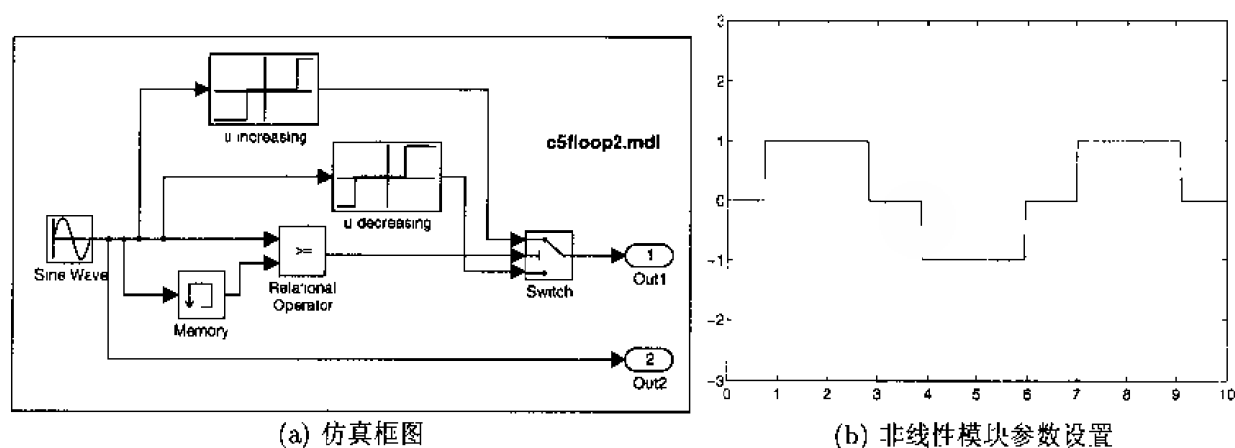 u increasing
c5floop2.mdl
u decreasing
Sine Wave
>=
Relational
Operator
Memory
Switch
1
Out1
2
Out2
(a) 仿真框图
3
2
1
0
-1
-2
-3
0 1 2 3 4 5 6 7 8 9 10
(b) 非线性模块参数设置